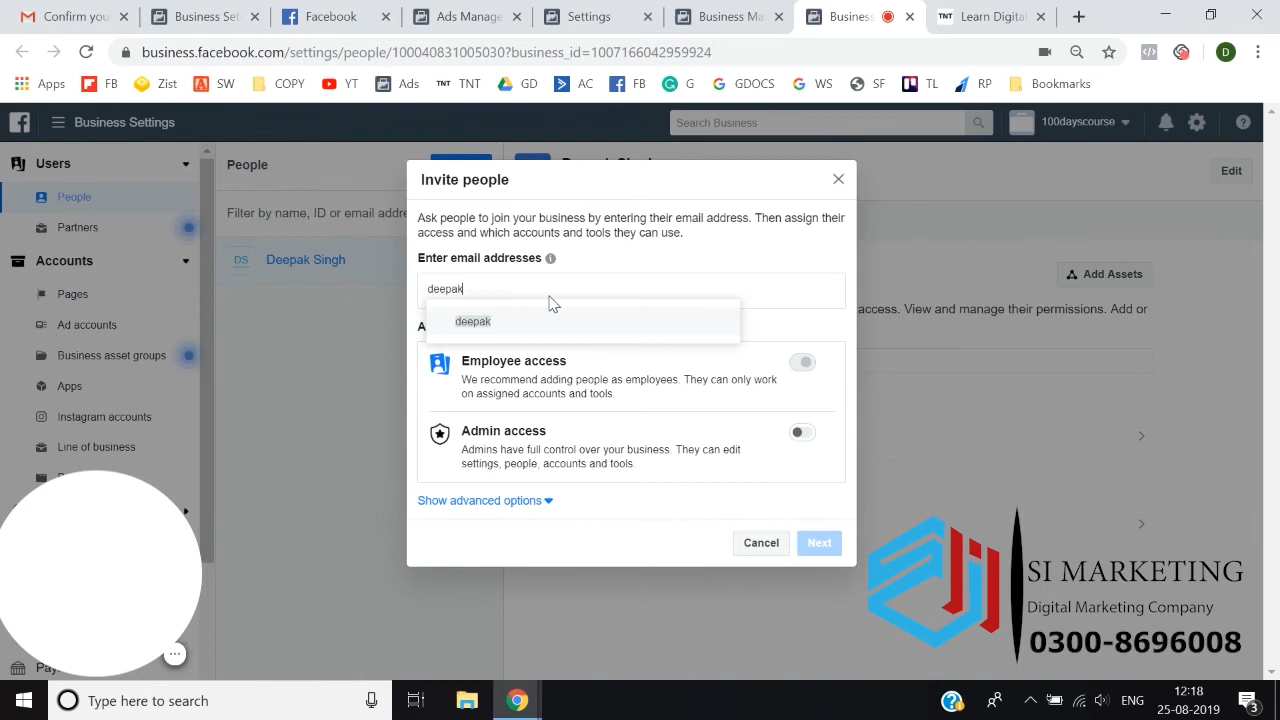 Confirm you
Business Set
Facebook
Ads Manage
Settings
Business Ma
Business
TNT Learn Digital
business.facebook.com/settings/people/100040831005030?business_id=1007166042959924
Apps FB Zist SW COPY YT Ads TNT TNT GD AC FB G GDOCS WS SF TL RP Bookmarks
Business Settings
Search Business
100dayscourse
Users
People
Partners
Accounts
Pages
Ad accounts
Business asset groups
Apps
Instagram accounts
Line of business
People
Filter by name, ID or email addre
DS Deepak Singh
Edit
Add Assets
access. View and manage their permissions. Add or
Invite people
Ask people to join your business by entering their email address. Then assign their
access and which accounts and tools they can use.
Enter email addresses
deepak
deepak
A
Employee access
We recommend adding people as employees. They can only work
on assigned accounts and tools.
Admin access
Admins have full control over your business. They can edit
settings, people, accounts and tools.
Show advanced options
Cancel
Next
SI MARKETING
Digital Marketing Company
0300-8696008
Type here to search
ENG
12:18
25-08-2019
3